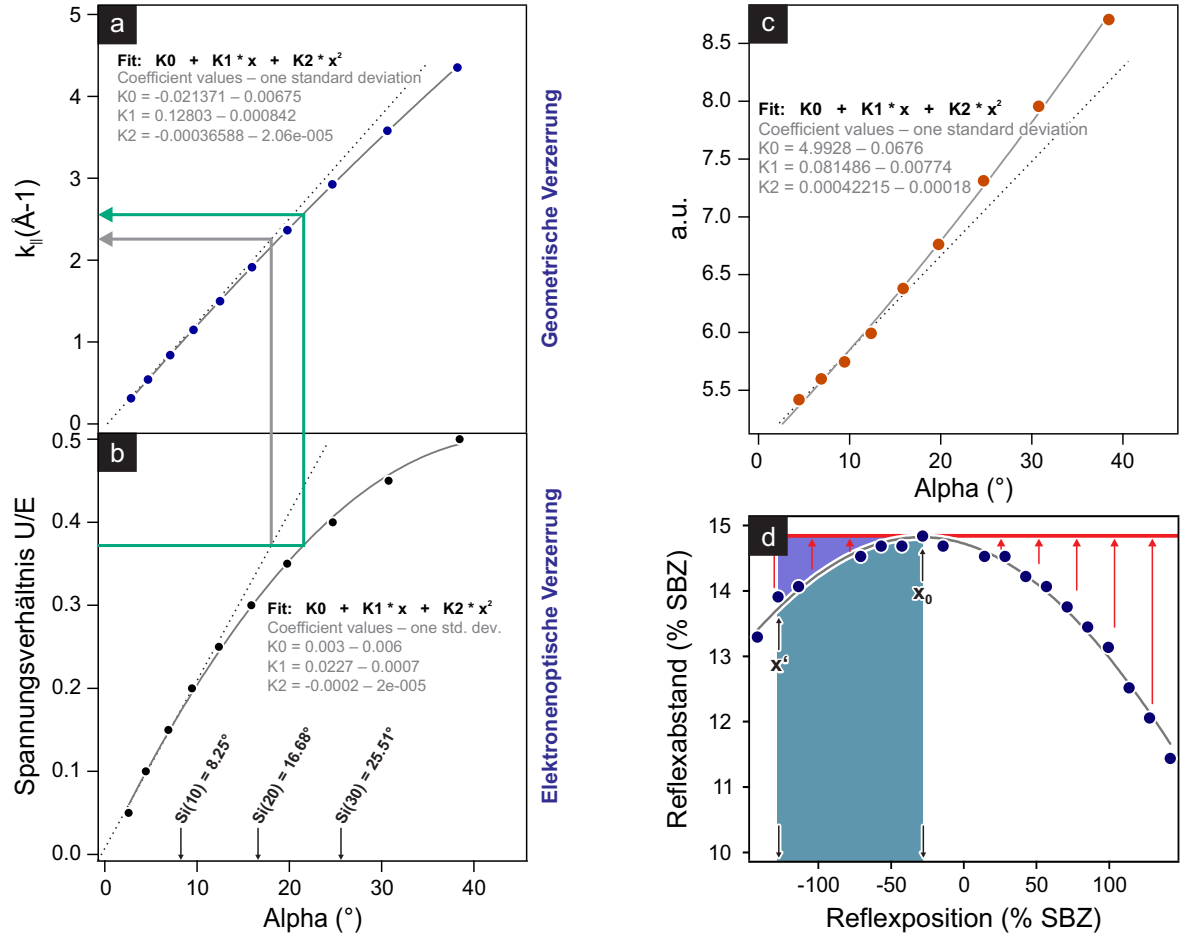 a
5
4
3
2
1
0
k||(Å-1)
Fit: K0 + K1 * x + K2 * x²
Coefficient values – one standard deviation
K0 = -0.021371 – 0.00675
K1 = 0.12803 – 0.000842
K2 = -0.00036588 – 2.06e-005
Geometrische Verzerrung
b
0.5
0.4
0.3
0.2
0.1
0.0
Spannungsverhältnis U/E
Fit: K0 + K1 * x + K2 * x²
Coefficient values – one std. dev.
K0 = 0.003 – 0.006
K1 = 0.0227 – 0.0007
K2 = -0.0002 – 2e-005
Si(10) = 8.25°
Si(20) = 16.68°
Si(30) = 25.51°
Elektronenoptische Verzerrung
0 10 20 30 40
Alpha (°)
c
8.5
8.0
7.5
7.0
6.5
6.0
5.5
a.u.
Fit: K0 + K1 * x + K2 * x²
Coefficient values – one standard deviation
K0 = 4.9928 – 0.0676
K1 = 0.081486 – 0.00774
K2 = 0.00042215 – 0.00018
0 10 20 30 40
Alpha (°)
d
15
14
13
12
11
10
Reflexabstand (% SBZ)
x‘
x0
-100 -50 0 50 100
Reflexposition (% SBZ)